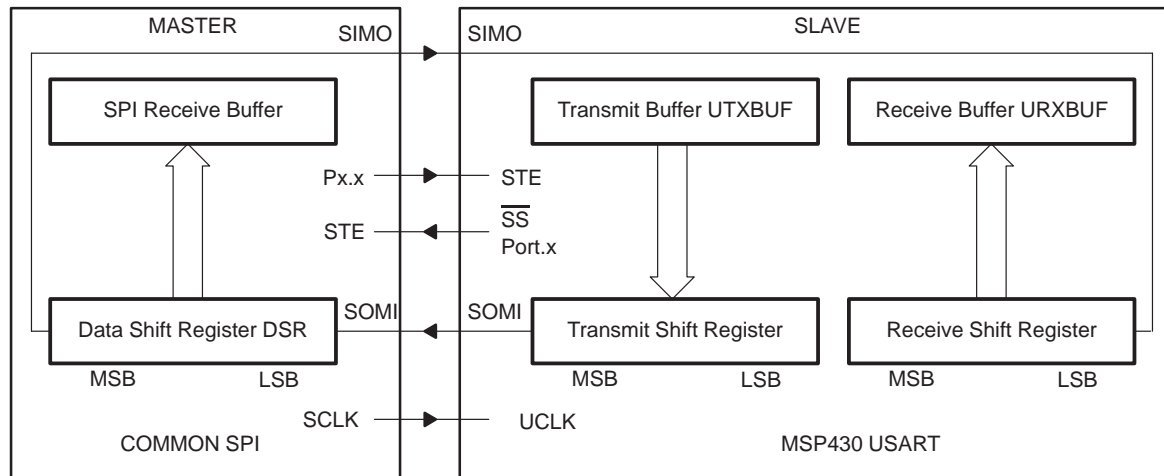 MASTER
SLAVE
SIMO
SIMO
SPI Receive Buffer
Transmit Buffer UTXBUF
Receive Buffer URXBUF
Px.x
STE
STE
SS
Port.x
SOMI
SOMI
Data Shift Register DSR
Transmit Shift Register
Receive Shift Register
MSB
LSB
MSB
LSB
MSB
LSB
SCLK
UCLK
COMMON SPI
MSP430 USART